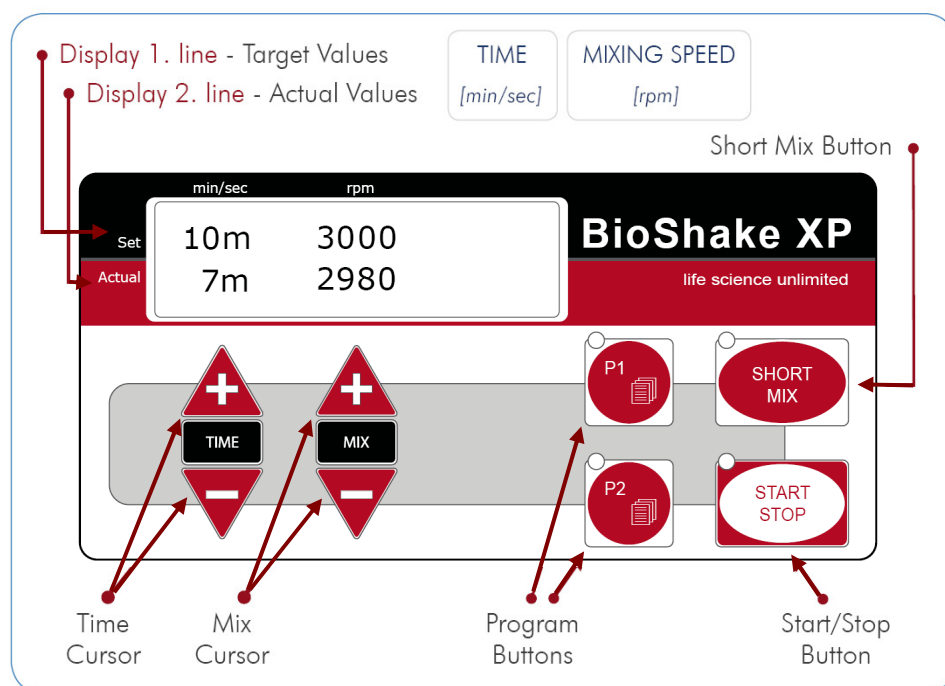 Display 1. line - Target Values
Display 2. line - Actual Values
TIME
[min/sec]
MIXING SPEED
[rpm]
Short Mix Button
min/sec rpm
Set 10m 3000
Actual 7m 2980
BioShake XP
life science unlimited
+ +
TIME MIX
P1
SHORT
MIX
P2
START
STOP
Time
Cursor
Mix
Cursor
Program
Buttons
Start/Stop
Button